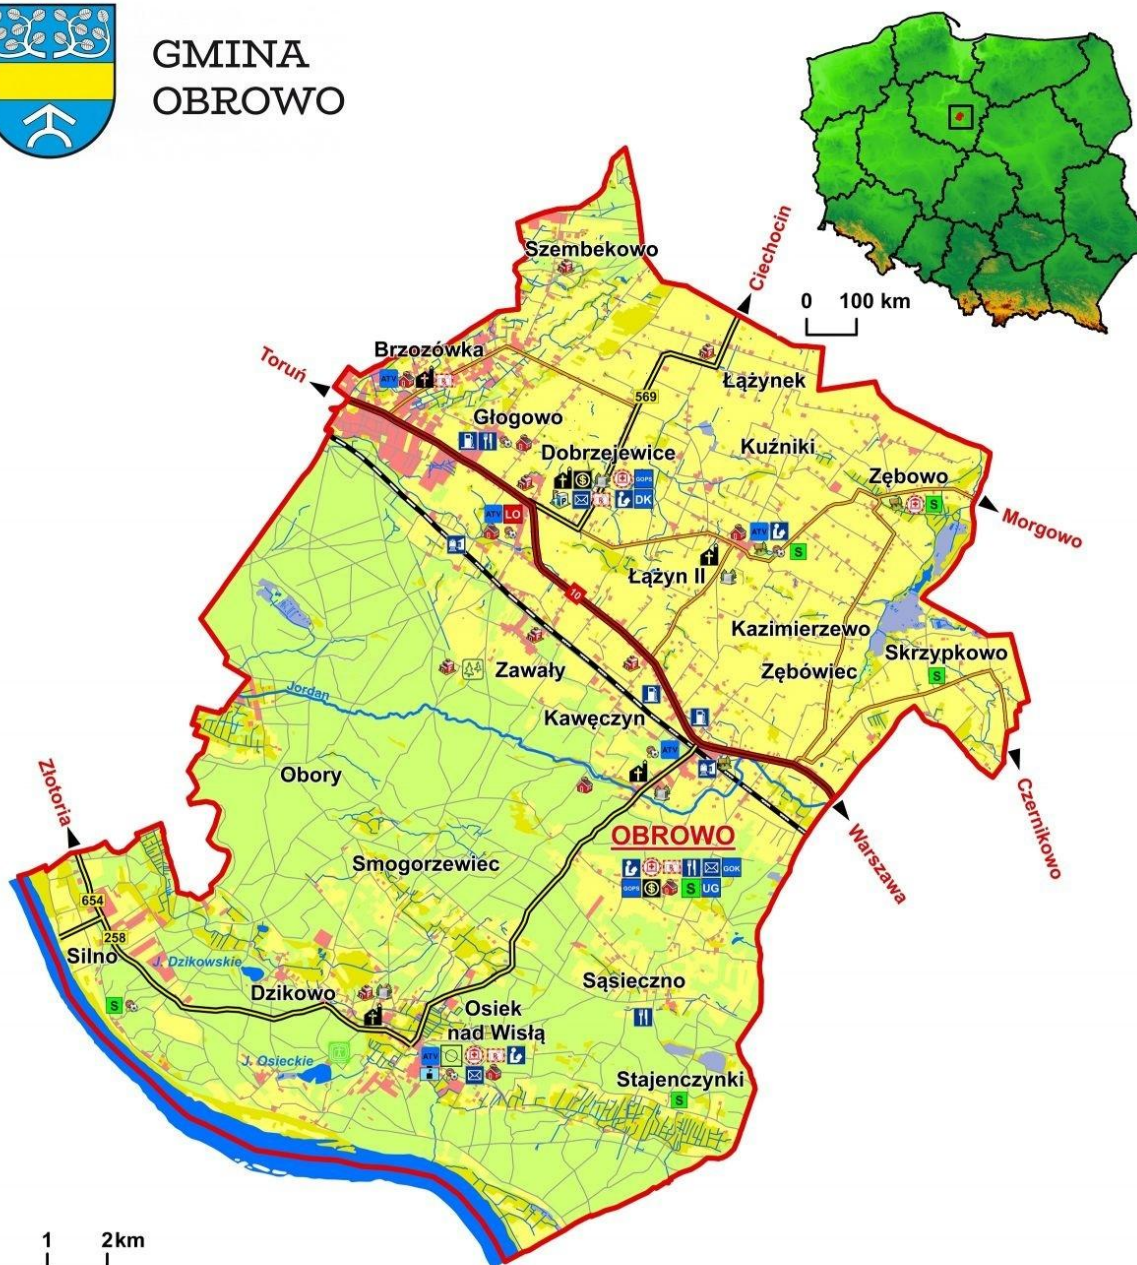 GMINA
OBROWO
0 100 km
Ciechocin
Szembekowo
Toruń
Brzozówka
ATV
Łążynek
569
Głogowo
Kuźniki
Dobrzejewice
GOPS
DK
Zębowo
S
Morgowo
ATV LO
ATV
S
Łążyn II
10
Kazimierzewo
Skrzypkowo
S
Zębówiec
Zawały
Jordan
Kawęczyn
ATV
Obory
Złotoria
Czernikowo
Warszawa
OBROWO
GOK
GOPS S UG
Smogorzewiec
654
258
Silno
J. Dzikowskie
S
Dzikowo
Sąsieczno
Osiek
nad Wisłą
ATV
J. Osieckie
Stajenczynki
S
1 2km